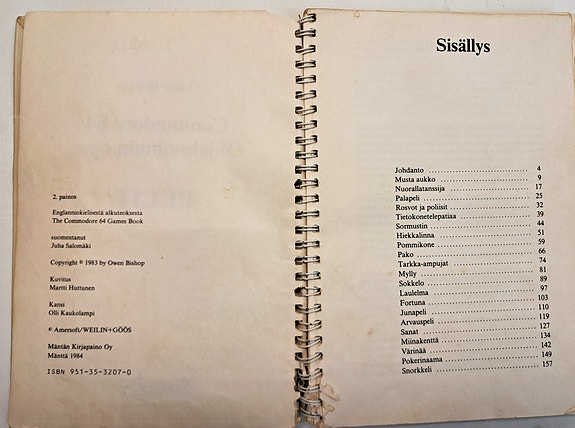 2. painos
Englanninkielisestä alkuteoksesta
The Commodore 64 Games Book
suomentanut
Juha Salomäki
Copyright © 1983 by Owen Bishop
Kuvitus
Martti Huttunen
Kansi
Olli Kaukolampi
© Amersoft/WEILIN+GÖÖS
Mäntän Kirjapaino Oy
Mänttä 1984
ISBN 951-35-3207-0
Sisällys
Johdanto 4
Musta aukko 9
Nuorallatanssija 17
Palapeli 25
Rosvot ja poliisit 32
Tietokonetelepatiaa 39
Sormustin 44
Hiekkalinna 51
Pommikone 59
Pako 66
Tarkka-ampujat 74
Mylly 81
Sokkelo 89
Laulelma 97
Fortuna 103
Junapeli 110
Arvauspeli 119
Sanat 127
Miinakenttä 134
Värinää 142
Pokerinaama 149
Snorkkeli 157